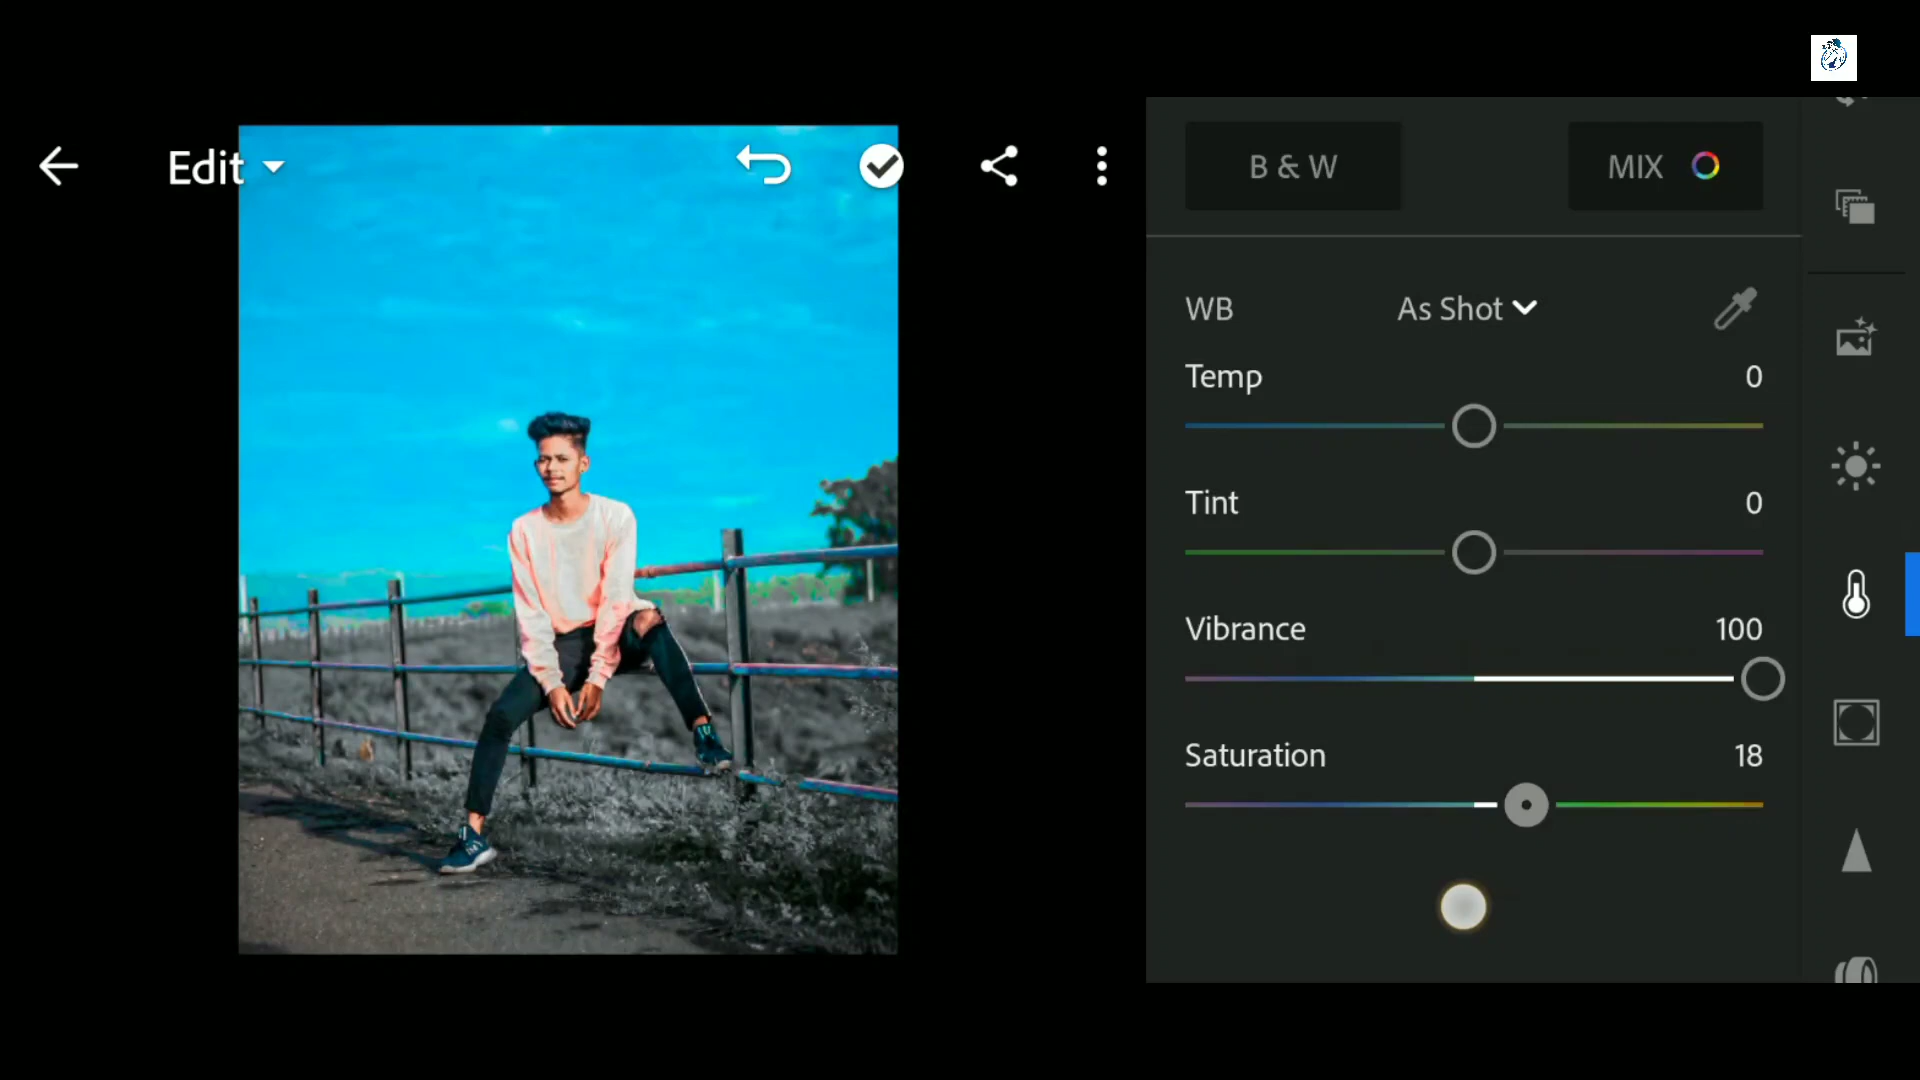 Edit
B & W
MIX
WB
As Shot
Temp
0
Tint
0
Vibrance
100
Saturation
18